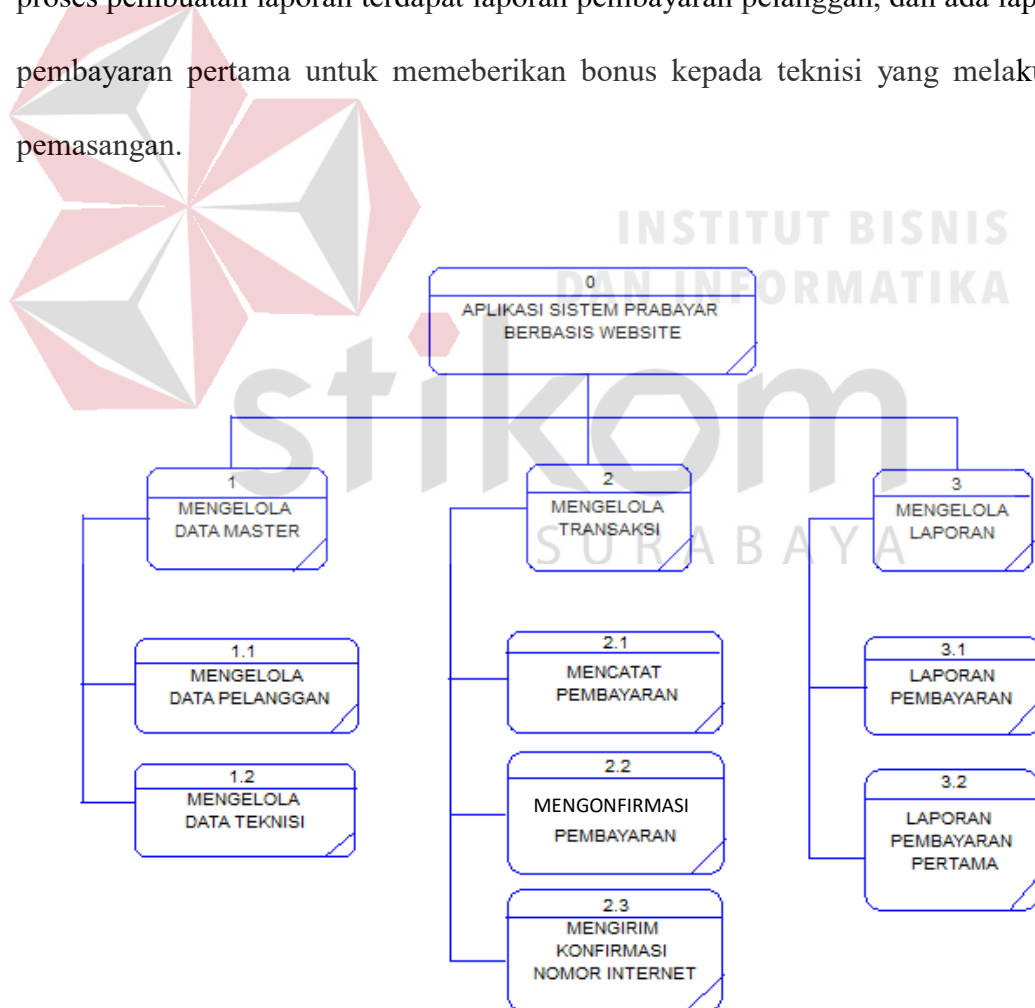 proses pembuatan laporan terdapat laporan pembayaran pelanggan, dan ada
pembayaran pertama untuk memeberikan bonus kepada teknisi yang
pemasangan.
INSTITUT BISNIS
DAN INFORMATIKA
stikom
SURABAYA
0
APLIKASI SISTEM PRABAYAR
BERBASIS WEBSITE
1
MENGELOLA
DATA MASTER
2
MENGELOLA
TRANSAKSI
3
MENGELOLA
LAPORAN
1.1
MENGELOLA
DATA PELANGGAN
1.2
MENGELOLA
DATA TEKNISI
2.1
MENCATAT
PEMBAYARAN
2.2
MENGONFIRMASI
PEMBAYARAN
2.3
MENGIRIM
KONFIRMASI
NOMOR INTERNET
3.1
LAPORAN
PEMBAYARAN
3.2
LAPORAN
PEMBAYARAN
PERTAMA